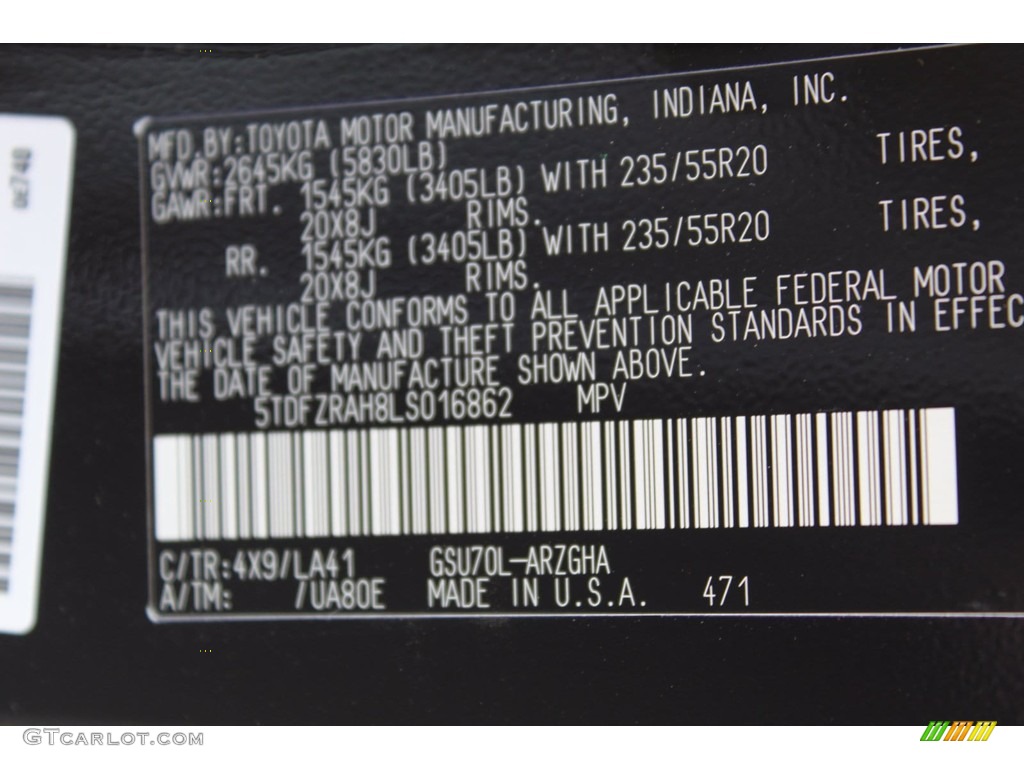 MFD.BY:TOYOTA MOTOR MANUFACTURING, INDIANA, INC.
GVWR:2645KG (5830LB)
GAWR:FRT. 1545KG (3405LB) WITH 235/55R20 TIRES,
20X8J RIMS.
RR. 1545KG (3405LB) WITH 235/55R20 TIRES,
20X8J RIMS.
THIS VEHICLE CONFORMS TO ALL APPLICABLE FEDERAL MOTOR
VEHICLE SAFETY AND THEFT PREVENTION STANDARDS IN EFFEC
THE DATE OF MANUFACTURE SHOWN ABOVE.
5TDFZRAH8LS016862 MPV
C/TR:4X9/LA41 GSU70L-ARZGHA
A/TM: /UA80E MADE IN U.S.A. 471
GTCARLOT.COM